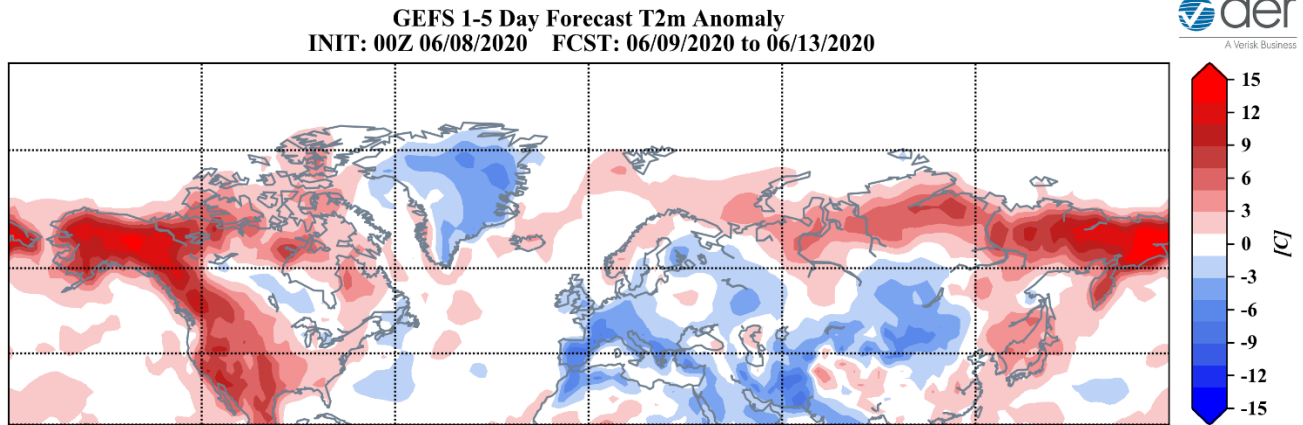 GEFS 1-5 Day Forecast T2m Anomaly
INIT: 00Z 06/08/2020 FCST: 06/09/2020 to 06/13/2020
aer
A Verisk Business
15
12
9
6
3
0
-3
-6
-9
-12
-15
[C]